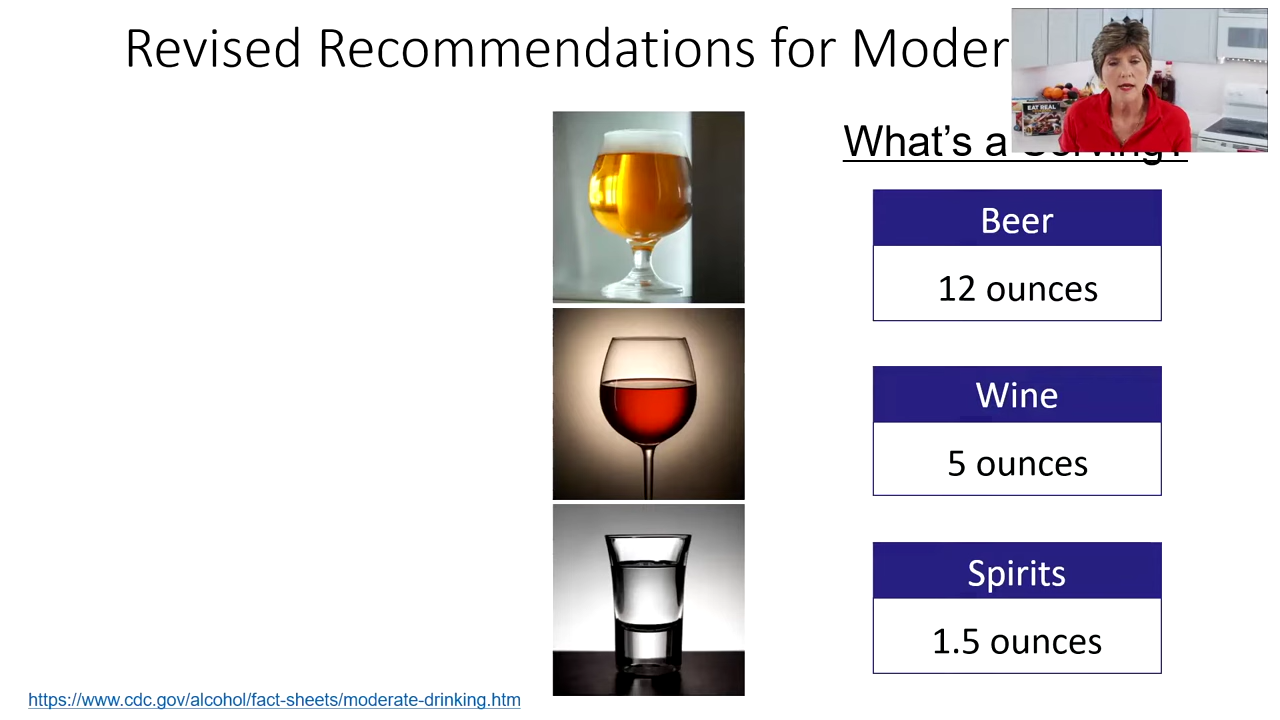 Revised Recommendations for Moder
EAT REAL
What's a Serving?
Beer
12 ounces
Wine
5 ounces
Spirits
1.5 ounces
https://www.cdc.gov/alcohol/fact-sheets/moderate-drinking.htm